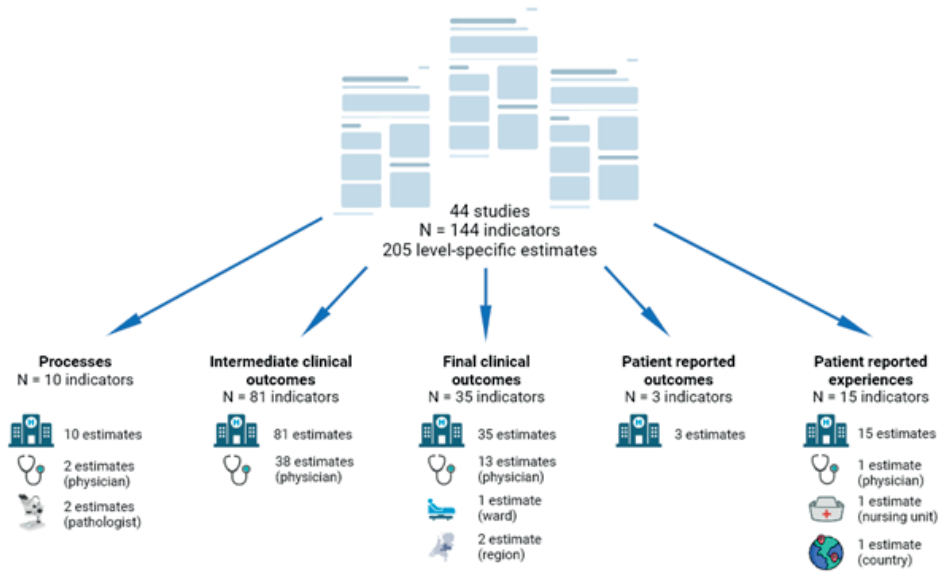 44 studies
N = 144 indicators
205 level-specific estimates
Processes
N = 10 indicators
H
10 estimates
2 estimates
(physician)
2 estimates
(pathologist)
Intermediate clinical
outcomes
N = 81 indicators
H
81 estimates
38 estimates
(physician)
Final clinical
outcomes
N = 35 indicators
H
35 estimates
13 estimates
(physician)
1 estimate
(ward)
2 estimate
(region)
Patient reported
outcomes
N = 3 indicators
H
3 estimates
Patient reported
experiences
N = 15 indicators
H
15 estimates
1 estimate
(physician)
1 estimate
(nursing unit)
1 estimate
(country)